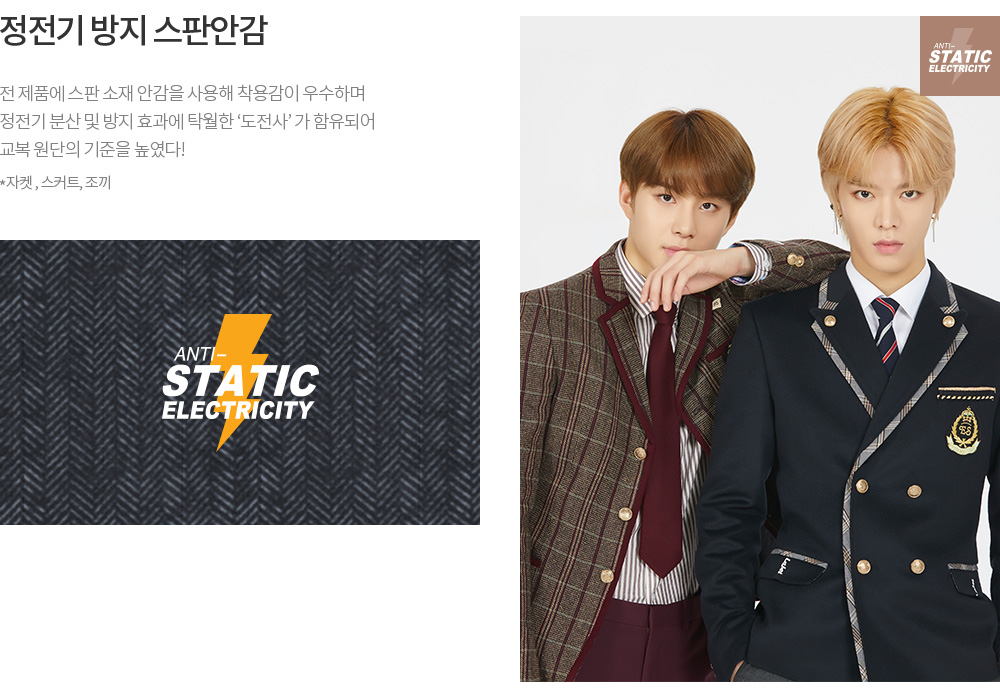 정전기 방지 스판안감
전 제품에 스판 소재 안감을 사용해 착용감이 우수하며
정전기 분산 및 방지 효과에 탁월한 ‘도전사’ 가 함유되어
교복 원단의 기준을 높였다!
*자켓 , 스커트, 조끼
ANTI–
STATIC
ELECTRICITY
ANTI–
STATIC
ELECTRICITY